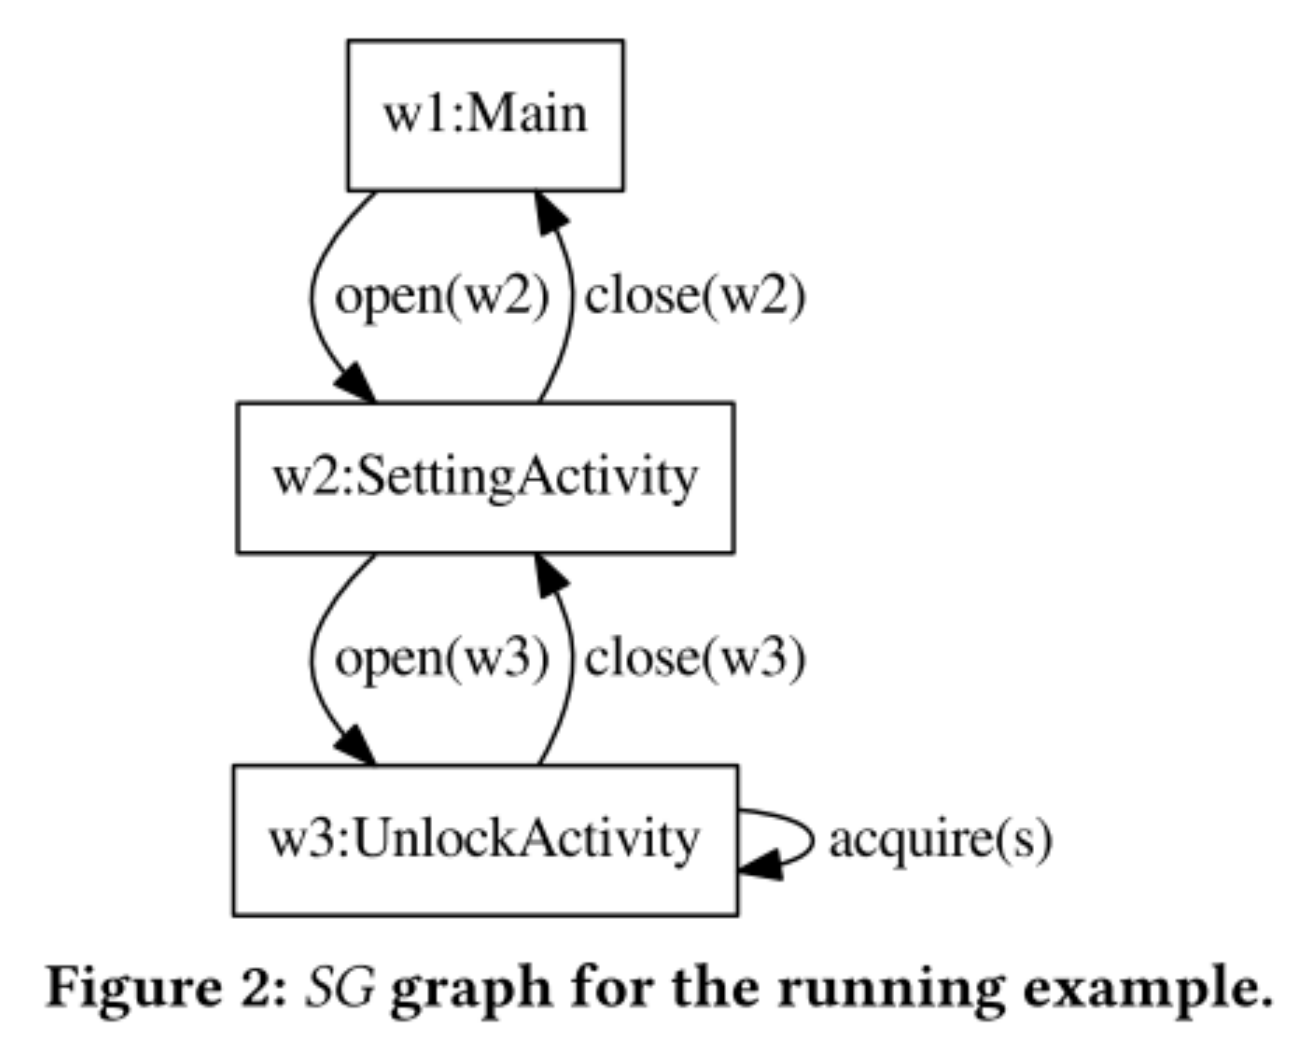 w1:Main
open(w2) close(w2)
w2:SettingActivity
open(w3) close(w3)
w3:UnlockActivity
acquire(s)
Figure 2: SG graph for the running example.